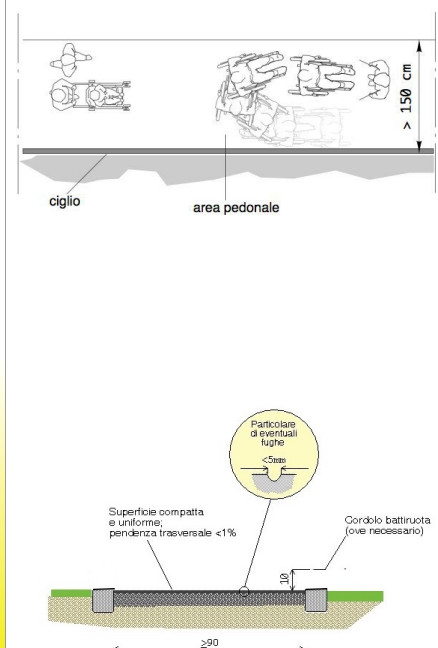 > 150 cm
ciglio
area pedonale
Particolare
di eventuali
fughe
<5mm
Superficie compatta
e uniforme;
pendenza trasversale <1%
Cordolo battiruota
(ove necessario)
10
≥90